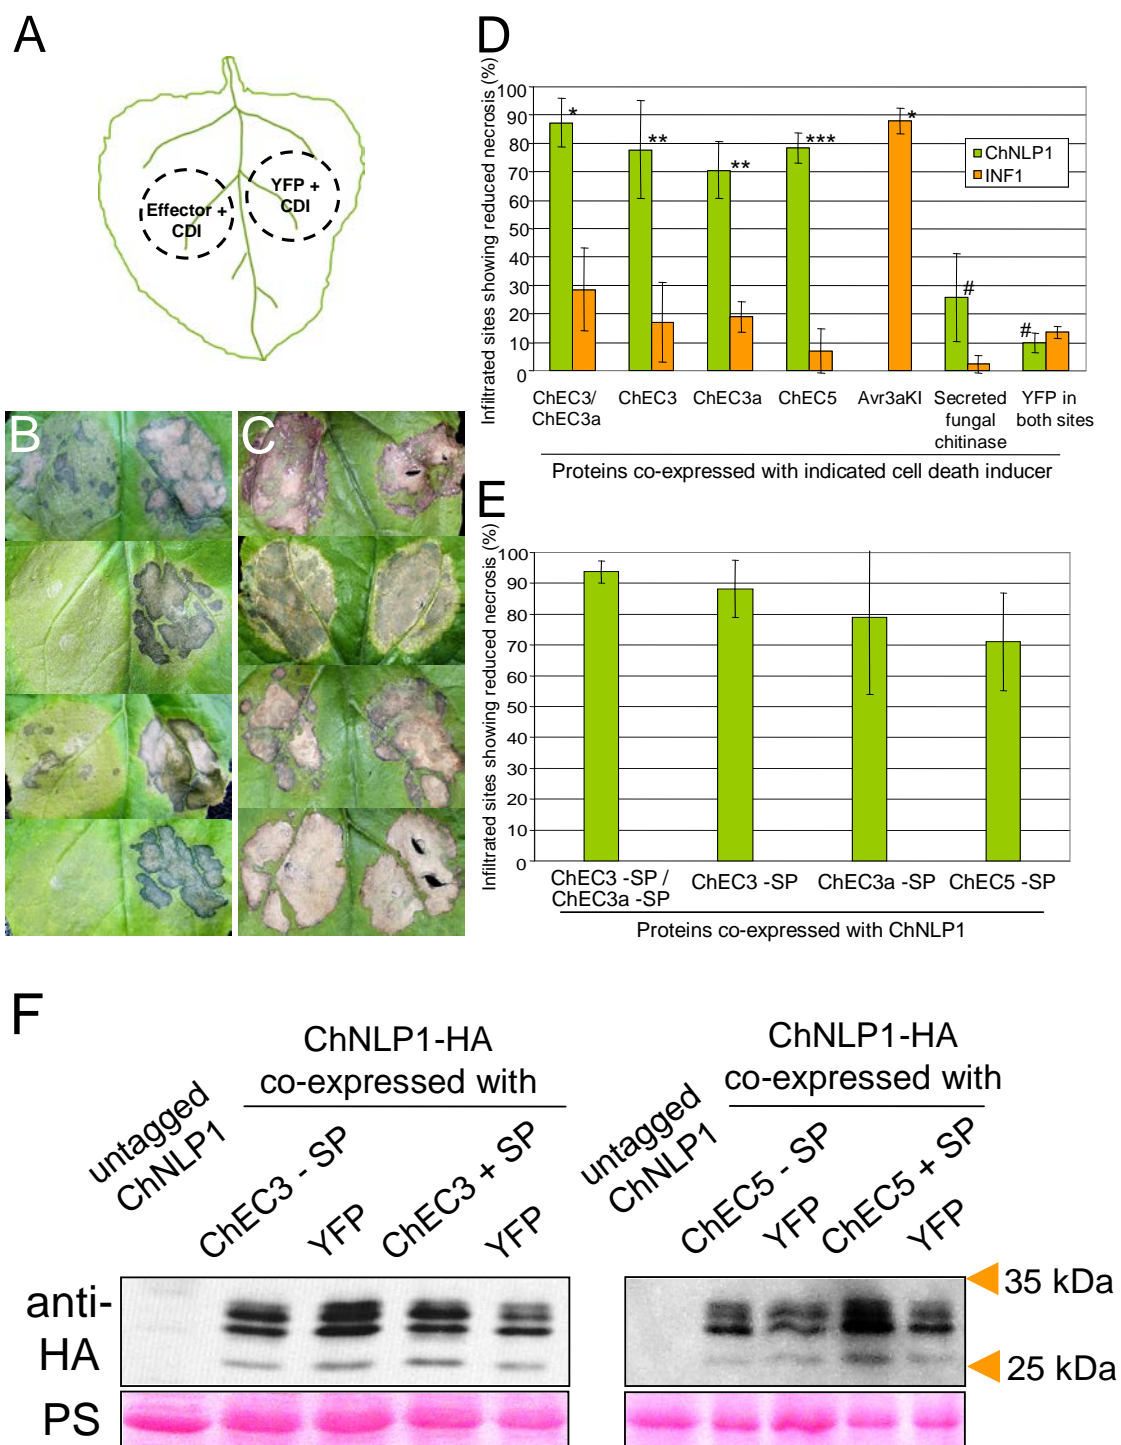 A
Effector +
CDI
YFP +
CDI
B
C
D
Infiltrated sites showing reduced necrosis (%)
100
90
80
70
60
50
40
30
20
10
0
*
**
**
***
*
#
#
ChNLP1
INF1
ChEC3/
ChEC3a
ChEC3
ChEC3a
ChEC5
Avr3aKI
Secreted
fungal
chitinase
YFP in
both sites
Proteins co-expressed with indicated cell death inducer
E
Infiltrated sites showing reduced necrosis (%)
100
90
80
70
60
50
40
30
20
10
0
ChEC3 -SP /
ChEC3a -SP
ChEC3 -SP
ChEC3a -SP
ChEC5 -SP
Proteins co-expressed with ChNLP1
F
ChNLP1-HA
co-expressed with
untagged
ChNLP1
ChEC3 - SP
YFP
ChEC3 + SP
YFP
ChNLP1-HA
co-expressed with
untagged
ChNLP1
ChEC5 - SP
YFP
ChEC5 + SP
YFP
anti-
HA
35 kDa
25 kDa
PS